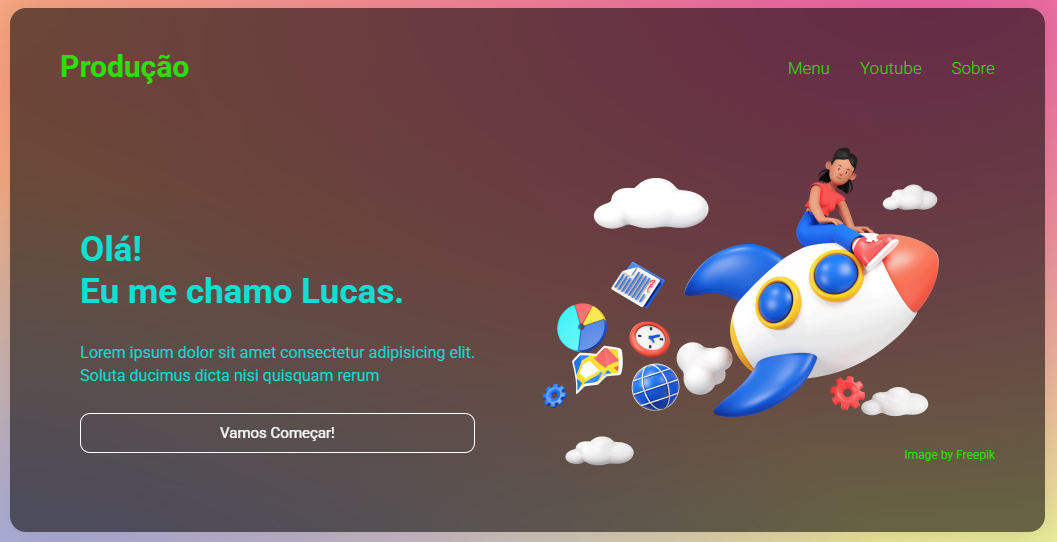 Produção
Menu Youtube Sobre
Olá!
Eu me chamo Lucas.
Lorem ipsum dolor sit amet consectetur adipisicing elit.
Soluta ducimus dicta nisi quisquam rerum
Vamos Começar!
Image by Freepik